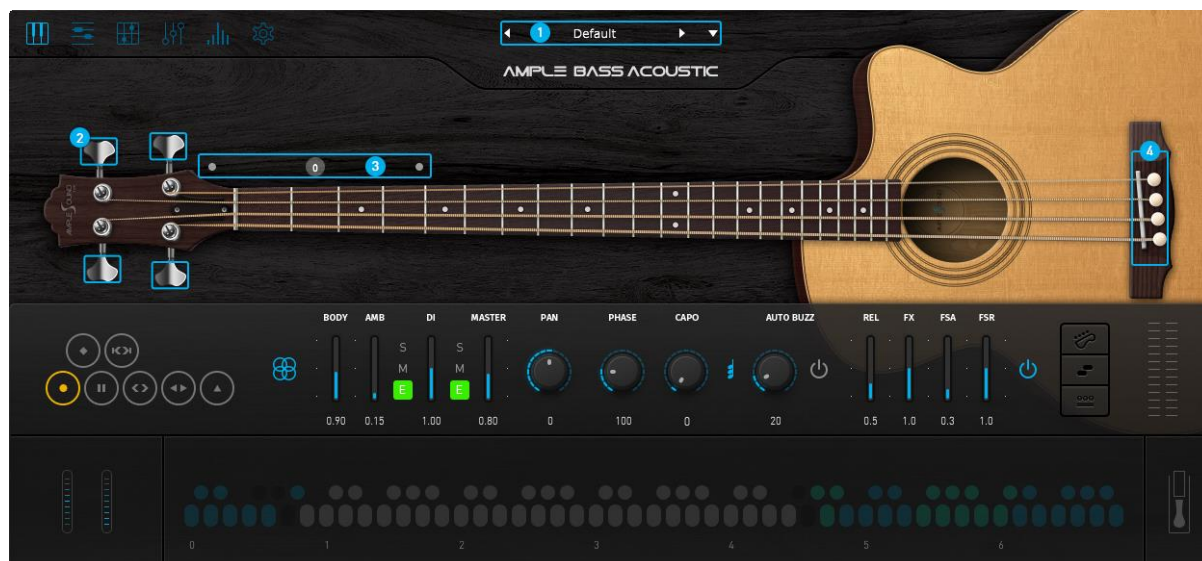 1 Default
AMPLE BASS ACOUSTIC
2
0 3
4
BODY AMB DI MASTER PAN PHASE CAPO AUTO BUZZ REL FX FSA FSR
S S
M M
E E
0.90 0.15 1.00 0.80 0 100 0 20 0.5 1.0 0.3 1.0
0 1 2 3 4 5 6